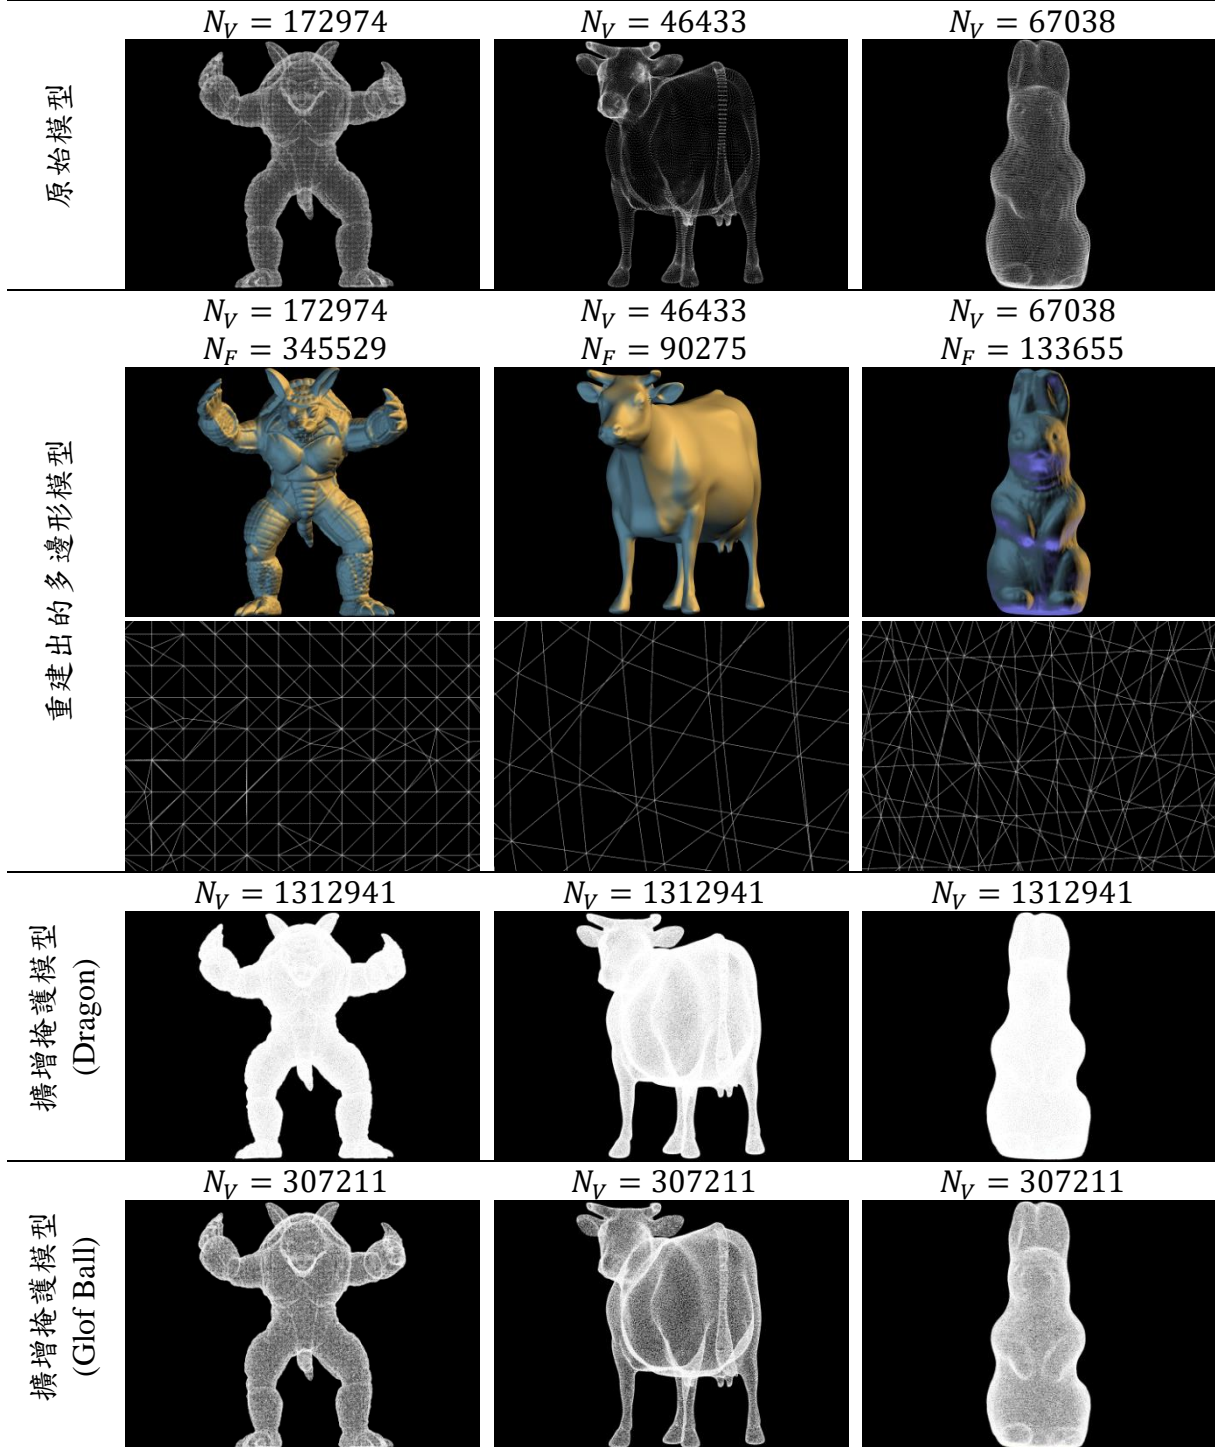 N_V = 172974
N_V = 46433
N_V = 67038
原始模型
N_V = 172974
N_V = 46433
N_V = 67038
N_F = 345529
N_F = 90275
N_F = 133655
重建出的多邊形模型
N_V = 1312941
N_V = 1312941
N_V = 1312941
擴增掩護模型
(Dragon)
N_V = 307211
N_V = 307211
N_V = 307211
擴增掩護模型
(Glof Ball)